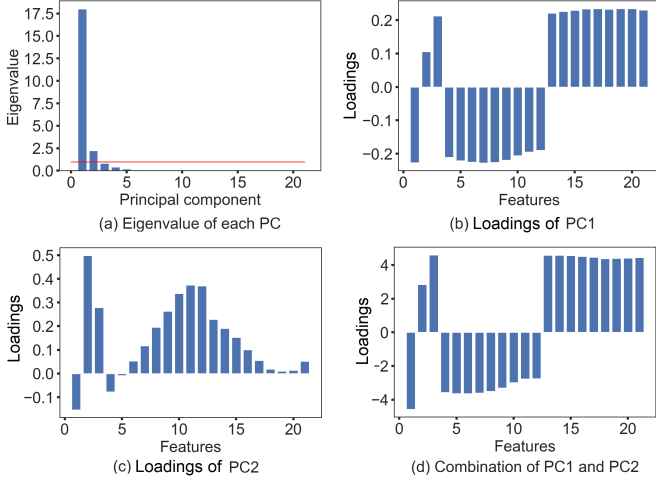 17.5
15.0
12.5
10.0
7.5
5.0
2.5
0.0
Eigenvalue
0 5 10 15 20
Principal component
(a) Eigenvalue of each PC
0.2
0.1
0.0
−0.1
−0.2
Loadings
0 5 10 15 20
Features
(b) Loadings of PC1
0.5
0.4
0.3
0.2
0.1
0.0
−0.1
Loadings
0 5 10 15 20
Features
(c) Loadings of PC2
4
2
0
−2
−4
Loadings
0 5 10 15 20
Features
(d) Combination of PC1 and PC2